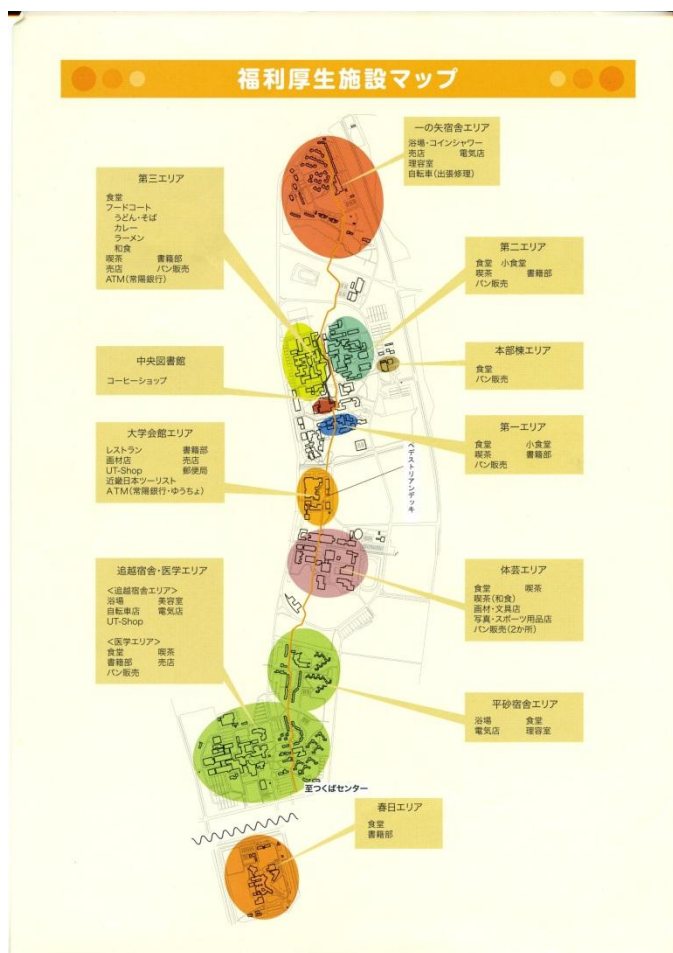 福利厚生施設マップ
一の矢宿舎エリア
浴場・コインシャワー
売店 電気店
理容室
自転車(出張修理)
第三エリア
食堂
フードコート
うどん・そば
カレー
ラーメン
和食
喫茶 書籍部
売店 パン販売
ATM(常陽銀行)
第二エリア
食堂 小食堂
喫茶 書籍部
パン販売
中央図書館
コーヒーショップ
本部棟エリア
食堂
パン販売
大学会館エリア
レストラン 書籍部
画材店 売店
UT-Shop 郵便局
近畿日本ツーリスト
ATM(常陽銀行・ゆうちょ)
第一エリア
食堂 小食堂
喫茶 書籍部
パン販売
ペデストリアンデッキ
追越宿舎・医学エリア
<追越宿舎エリア>
浴場 美容室
自転車店 電気店
UT-Shop
<医学エリア>
食堂 喫茶
書籍部 売店
パン販売
体芸エリア
食堂 喫茶
喫茶(和食)
画材・文具店
写真・スポーツ用品店
パン販売(2か所)
平砂宿舎エリア
浴場 食堂
電気店 理容室
至つくばセンター
春日エリア
食堂
書籍部